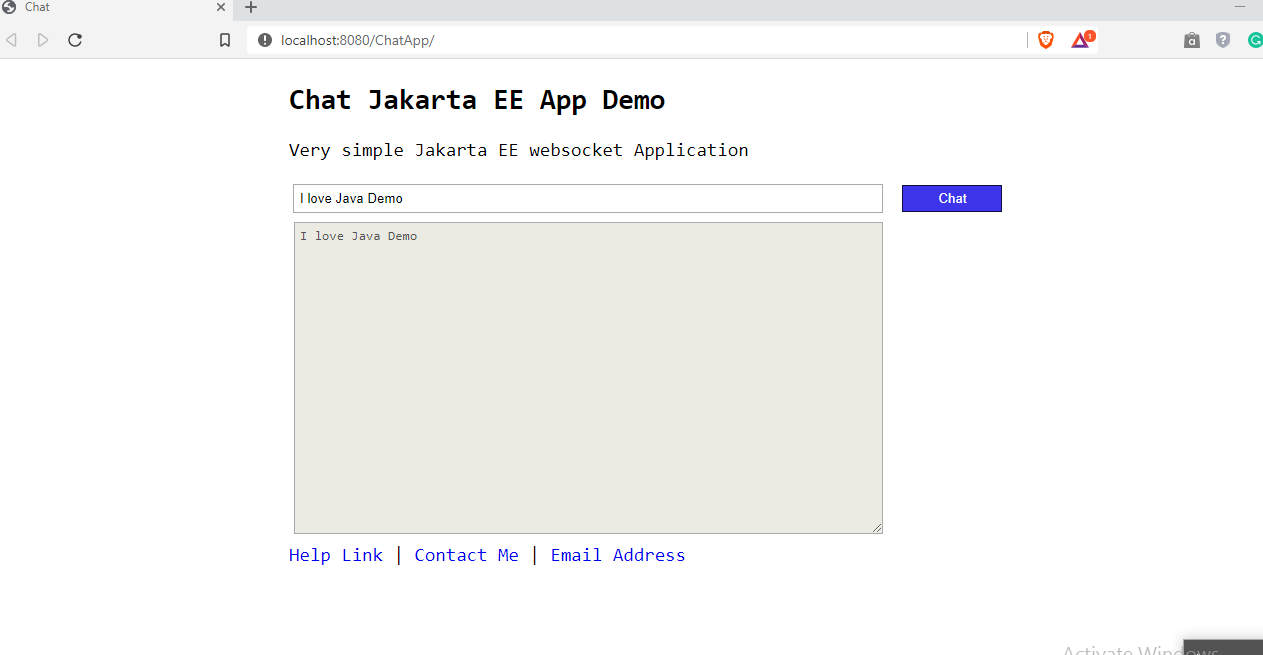 Chat
localhost:8080/ChatApp/
1
Chat Jakarta EE App Demo
Very simple Jakarta EE websocket Application
I love Java Demo
Chat
I love Java Demo
Help Link | Contact Me | Email Address
Activate Windows